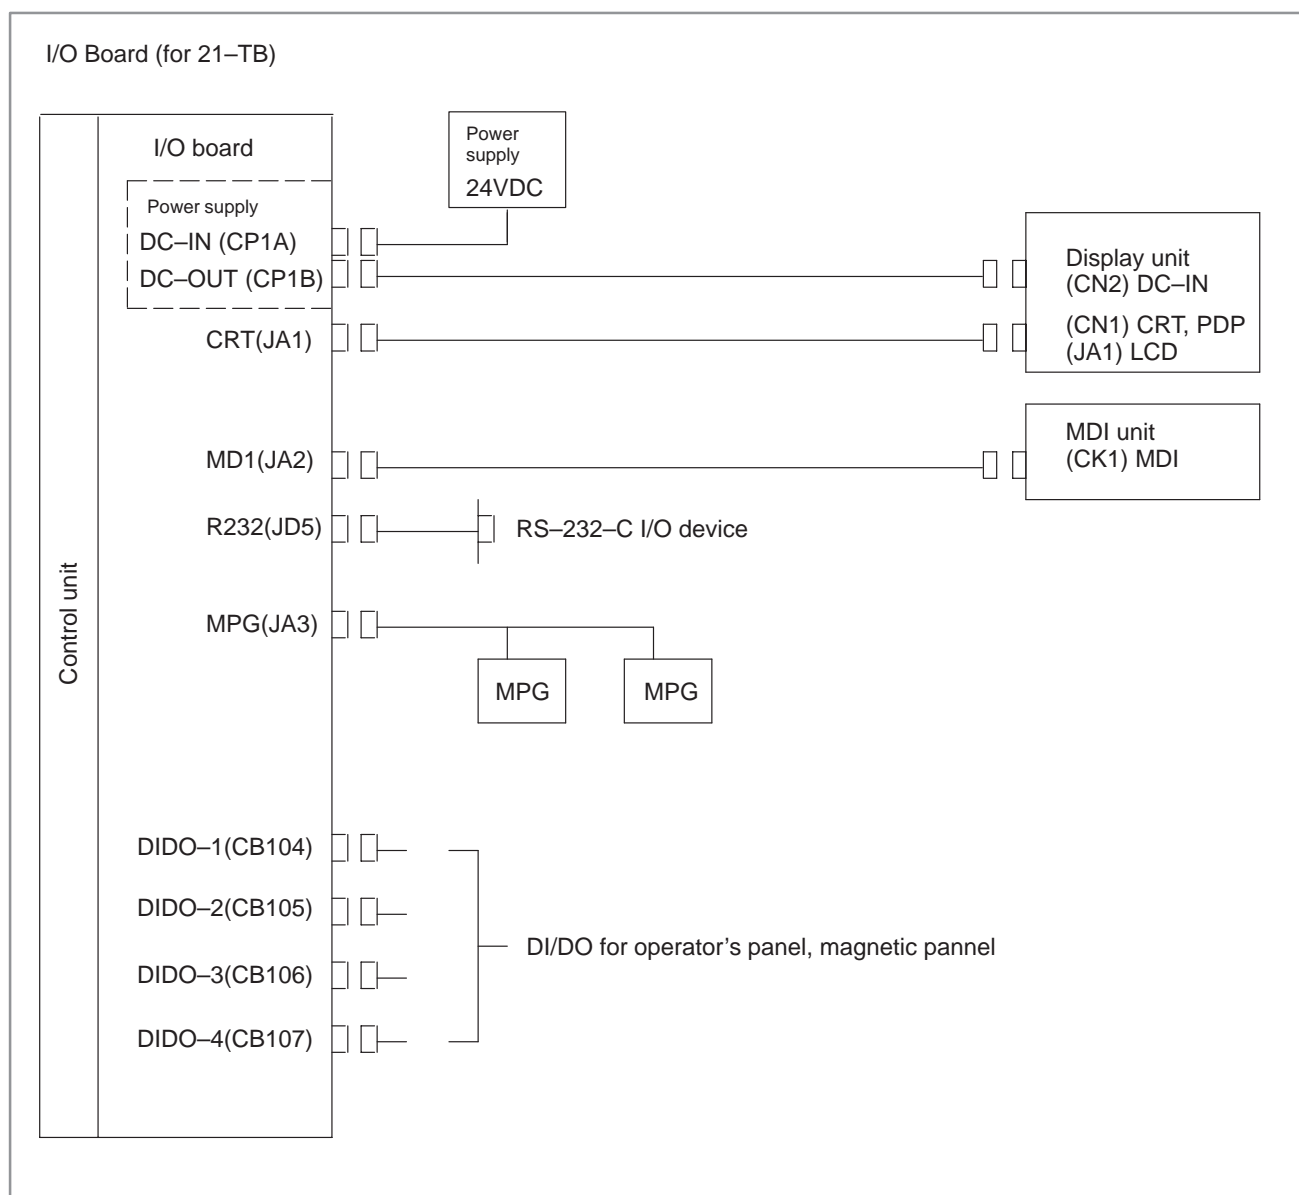 I/O Board (for 21–TB)
I/O board
Power
supply
24VDC
Power supply
DC–IN (CP1A)
DC–OUT (CP1B)
Display unit
(CN2) DC–IN
(CN1) CRT, PDP
(JA1) LCD
CRT(JA1)
MDI unit
(CK1) MDI
MD1(JA2)
R232(JD5)
RS–232–C I/O device
Control unit
MPG(JA3)
MPG
MPG
DIDO–1(CB104)
DIDO–2(CB105)
DI/DO for operator’s panel, magnetic pannel
DIDO–3(CB106)
DIDO–4(CB107)